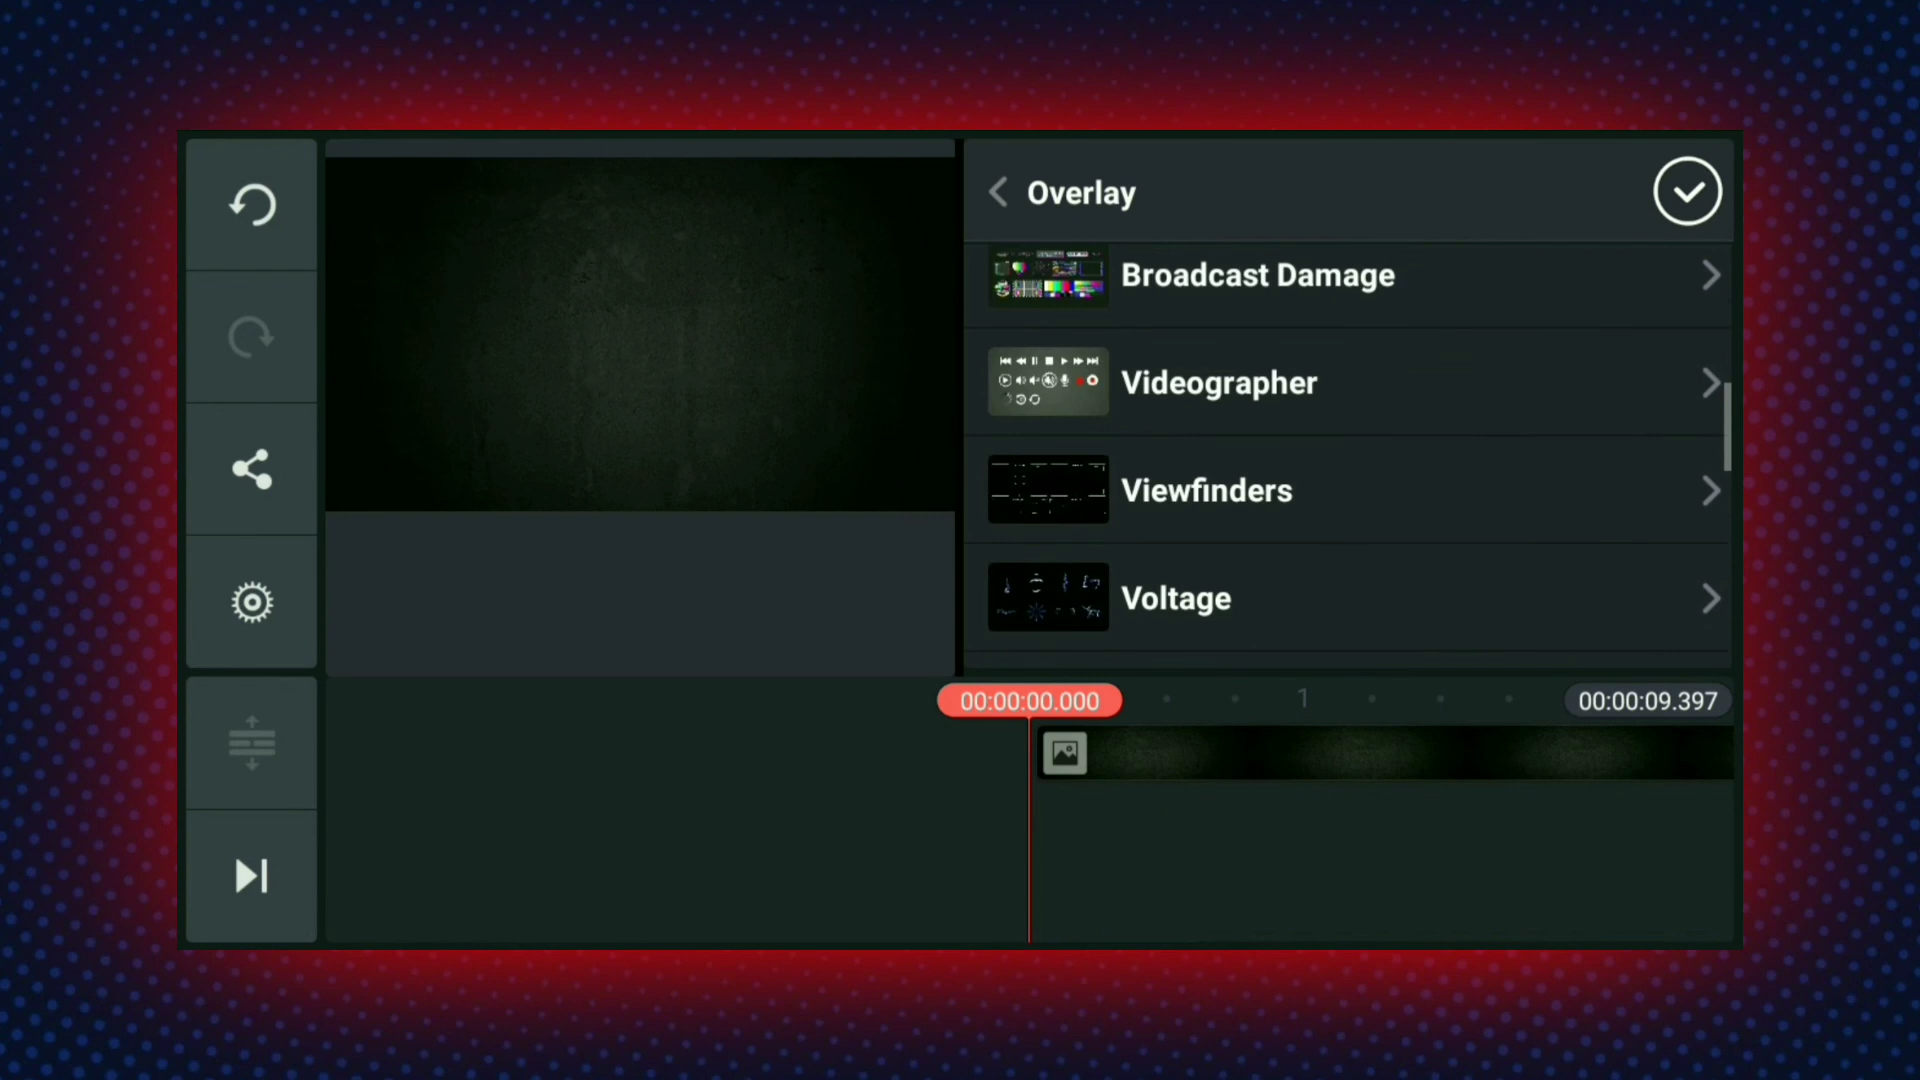 Overlay
Broadcast Damage
Videographer
Viewfinders
Voltage
00:00:00.000
1
00:00:09.397